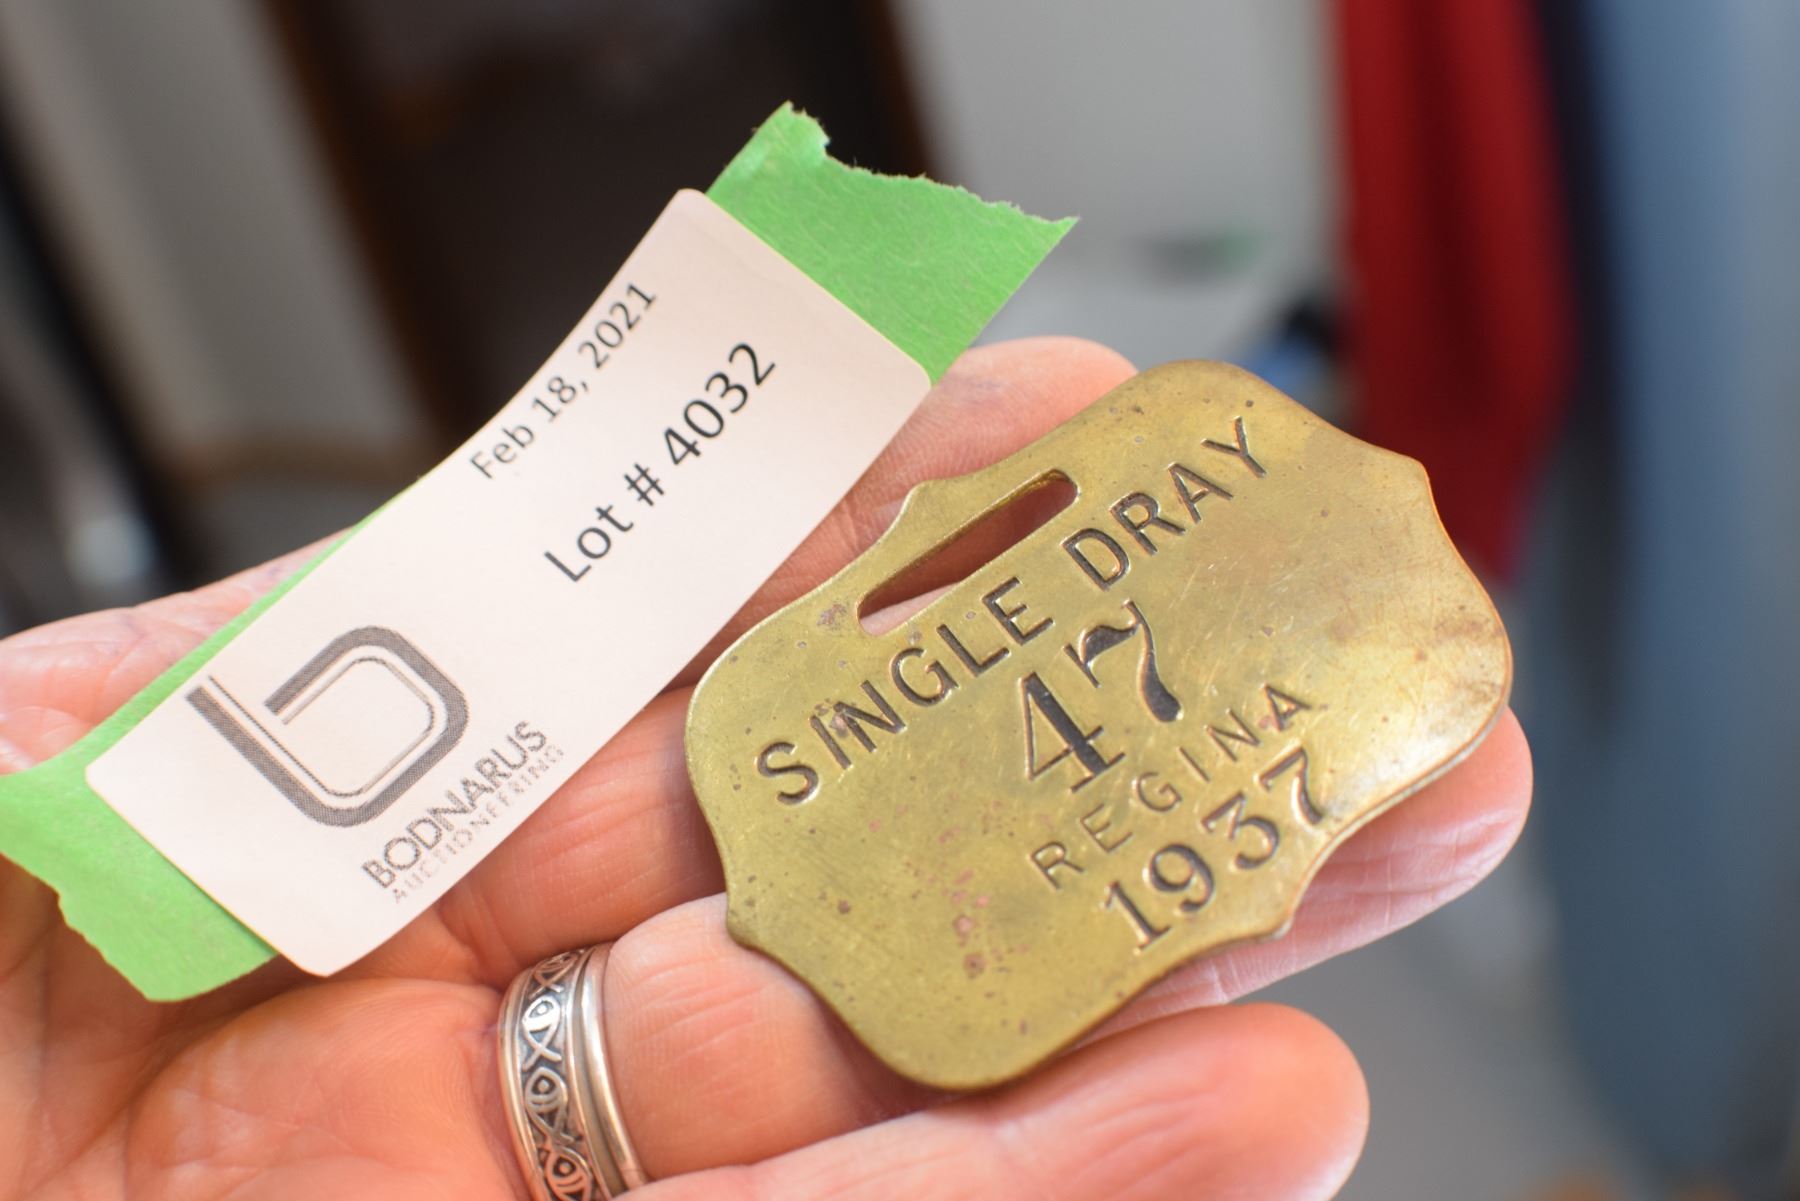 Feb 18, 2021
Lot # 4032
b
BODNARUS
AUCTIONEERING
SINGLE DRAY
47
REGINA
1937